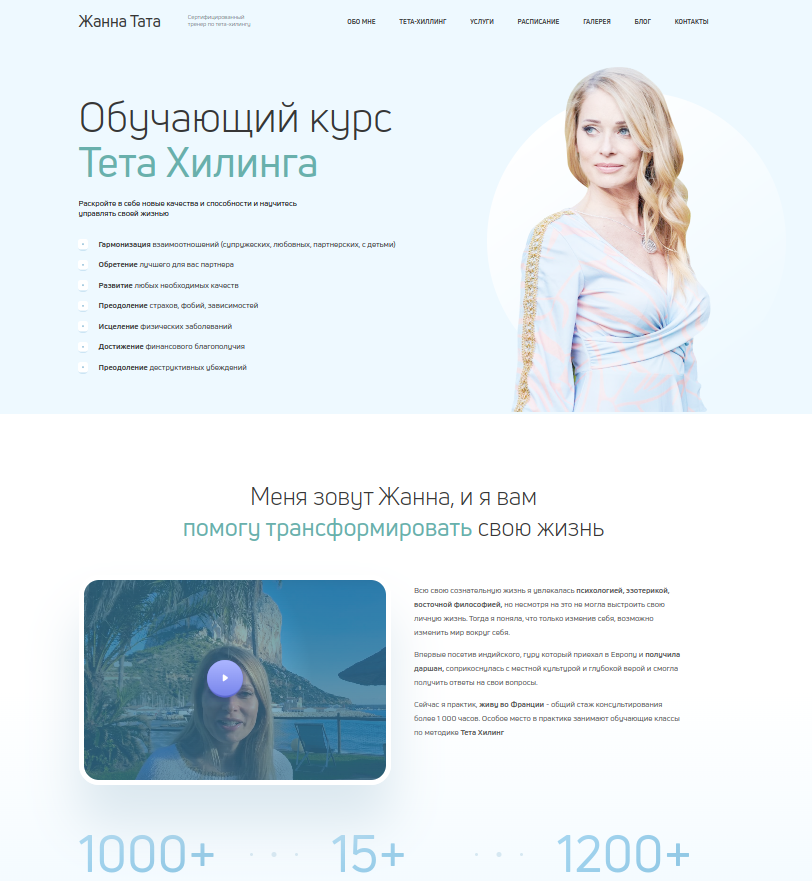 Жанна Тата
Сертифицированный
тренер по тета-хилингу
ОБО МНЕ ТЕТА-ХИЛЛИНГ УСЛУГИ РАСПИСАНИЕ ГАЛЕРЕЯ БЛОГ КОНТАКТЫ
Обучающий курс
Тета Хилинга
Раскройте в себе новые качества и способности и научитесь
управлять своей жизнью
Гармонизация взаимоотношений (супружеских, любовных, партнерских, с детьми)
Обретение лучшего для вас партнера
Развитие любых необходимых качеств
Преодоление страхов, фобий, зависимостей
Исцеление физических заболеваний
Достижение финансового благополучия
Преодоление деструктивных убеждений
Меня зовут Жанна, и я вам
помогу трансформировать свою жизнь
Всю свою сознательную жизнь я увлекалась психологией, эзотерикой,
восточной философией, но несмотря на это не могла выстроить свою
личную жизнь. Тогда я поняла, что только изменив себя, возможно
изменить мир вокруг себя.
Впервые посетив индийского, гуру который приехал в Европу и получила
даршан, соприкоснулась с местной культурой и глубокой верой и смогла
получить ответы на свои вопросы.
Сейчас я практик, живу во Франции - общий стаж консультирования
более 1 000 часов. Особое место в практике занимают обучающие классы
по методике Тета Хилинг
1000+ 15+ 1200+